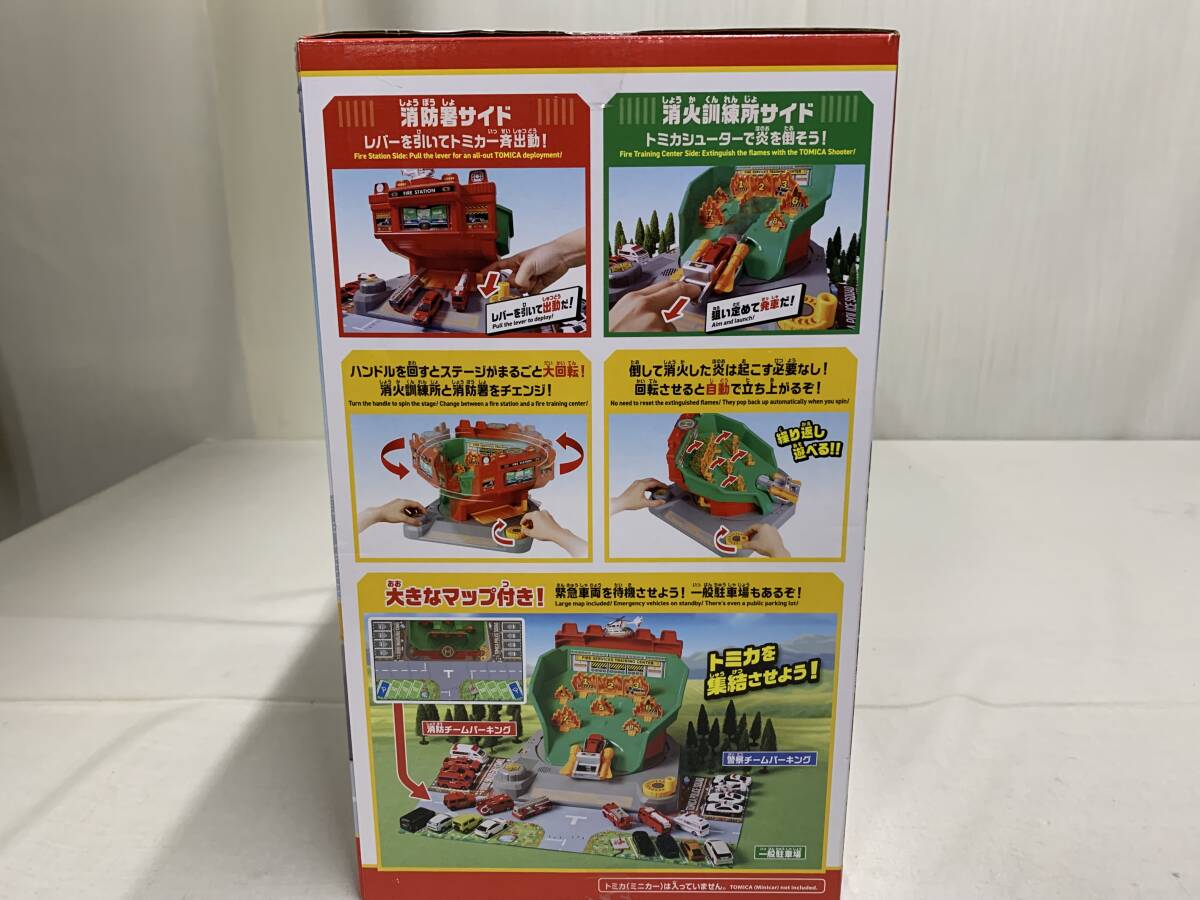 消防署サイド
レバーを引いてトミカ一斉出動!
Fire Station Side: Pull the lever for an all-out TOMICA deployment!
FIRE STATION
レバーを引いて出動だ!
Pull the lever to deploy!
消火訓練所サイド
トミカシューターで炎を倒そう!
Fire Training Center Side: Extinguish the flames with the TOMICA Shooter!
狙い定めて発車だ!
Aim and launch!
ハンドルを回すとステージがまるごと大回転!
消火訓練所と消防署をチェンジ!
Turn the handle to spin the stage! Change between a fire station and a fire training center!
FIRE STATION
倒して消火した炎は起こす必要なし!
回転させると自動で立ち上がるぞ!
No need to reset the extinguished flames! They pop back up automatically when you spin!
繰り返し
遊べる!!
大きなマップ付き!
緊急車両を待機させよう!一般駐車場もあるぞ!
Large map included! Emergency vehicles on standby! There's even a public parking lot!
FIRE SERVICES TRAINING CENTER
トミカを
集結させよう!
消防チームパーキング
警察チームパーキング
一般駐車場
トミカ(ミニカー)は入っていません。 TOMICA (Minicar) not included.